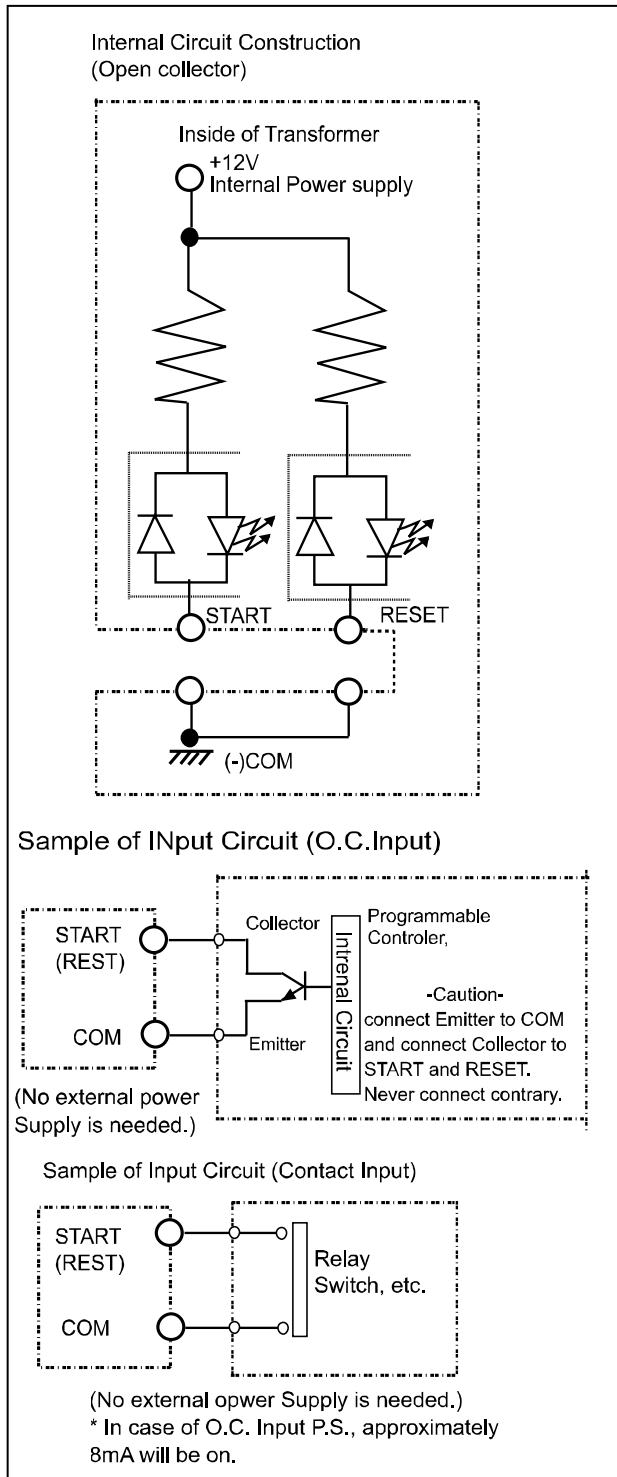 Internal Circuit Construction
(Open collector)
Inside of Transformer
+12V
Internal Power supply
START
RESET
(-)COM
Sample of INput Circuit (O.C.Input)
START
(REST)
COM
Collector
Emitter
Intrenal Circuit
Programmable
Controler,
-Caution-
connect Emitter to COM
and connect Collector to
START and RESET.
Never connect contrary.
(No external power
Supply is needed.)
Sample of Input Circuit (Contact Input)
START
(REST)
COM
Relay
Switch, etc.
(No external opwer Supply is needed.)
* In case of O.C. Input P.S., approximately
8mA will be on.